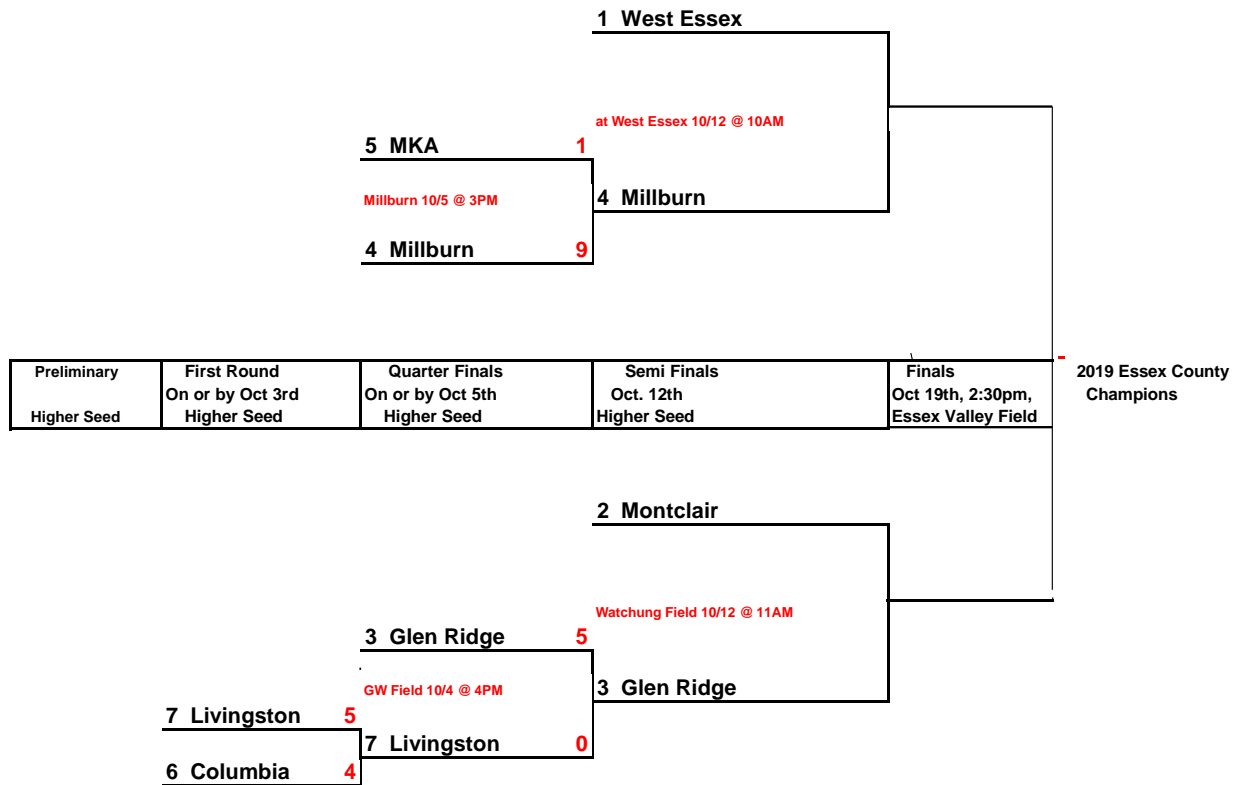 1 West Essex
at West Essex 10/12 @ 10AM
5 MKA 1
Millburn 10/5 @ 3PM
4 Millburn
4 Millburn 9
Preliminary First Round Quarter Finals Semi Finals Finals 2019 Essex County
On or by Oct 3rd On or by Oct 5th Oct. 12th Oct 19th, 2:30pm, Champions
Higher Seed Higher Seed Higher Seed Higher Seed Essex Valley Field
2 Montclair
Watchung Field 10/12 @ 11AM
3 Glen Ridge 5
GW Field 10/4 @ 4PM
3 Glen Ridge
7 Livingston 5
7 Livingston 0
6 Columbia 4